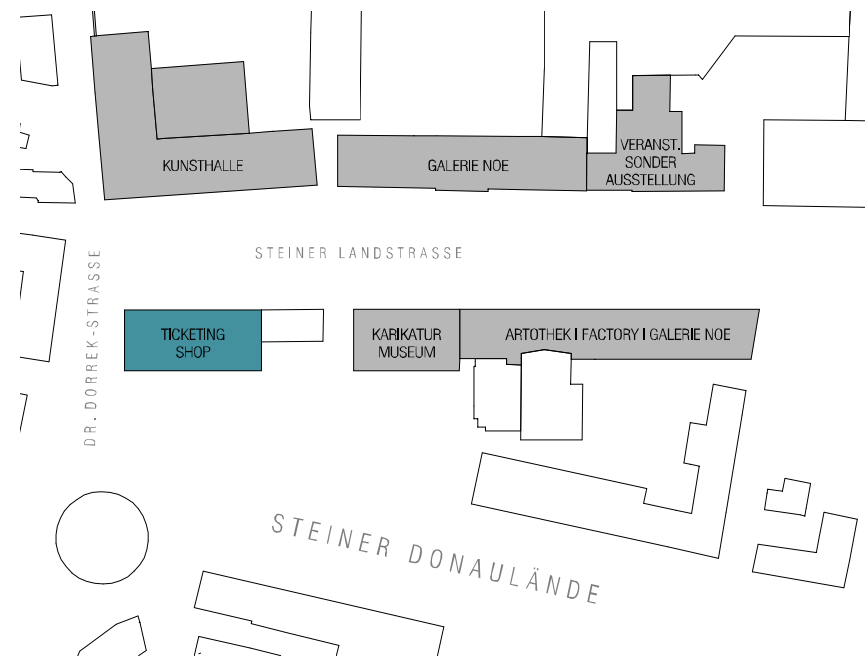 KUNSTHALLE
GALERIE NOE
VERANST.
SONDER
AUSSTELLUNG
STEINER LANDSTRASSE
DR. DORREK-STRASSE
TICKETING
SHOP
KARIKATUR
MUSEUM
ARTOTHEK I FACTORY I GALERIE NOE
STEINER DONAULÄNDE